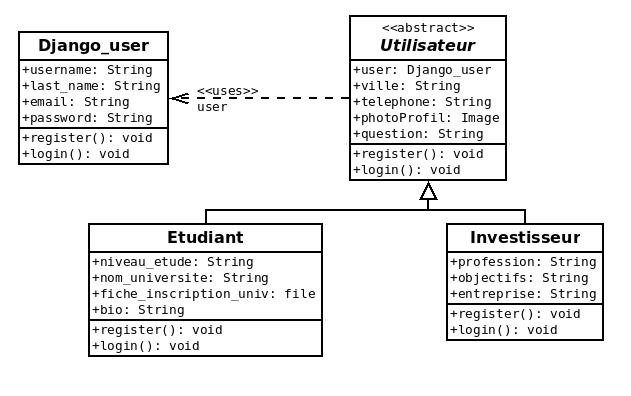 Django_user
+username: String
+last_name: String
+email: String
+password: String
+register(): void
+login(): void
<<uses>>
user
<<abstract>>
Utilisateur
+user: Django_user
+ville: String
+telephone: String
+photoProfil: Image
+question: String
+register(): void
+login(): void
Etudiant
+niveau_etude: String
+nom_universite: String
+fiche_inscription_univ: file
+bio: String
+register(): void
+login(): void
Investisseur
+profession: String
+objectifs: String
+entreprise: String
+register(): void
+login(): void